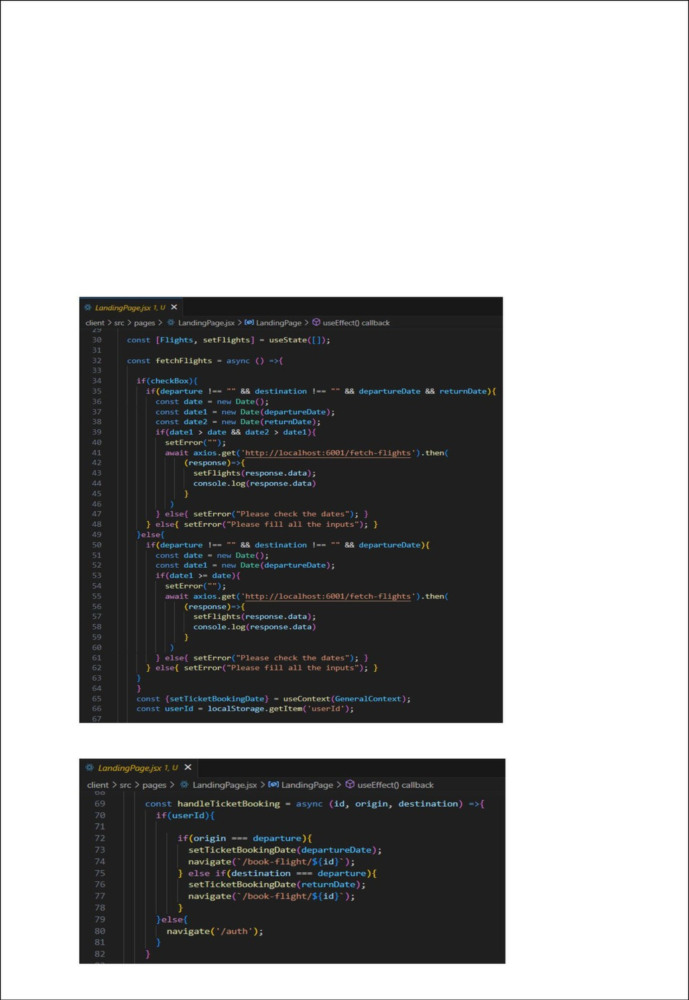 LandingPage.jsx 1, U ×
client > src > pages > LandingPage.jsx > LandingPage > useEffect() callback
29
30 const [Flights, setFlights] = useState([]);
31
32 const fetchFlights = async () =>{
33
34 if(checkBox){
35 if(departure !== "" && destination !== "" && departureDate && returnDate){
36 const date = new Date();
37 const date1 = new Date(departureDate);
38 const date2 = new Date(returnDate);
39 if(date1 > date && date2 > date1){
40 setError("");
41 await axios.get('http://localhost:6001/fetch-flights').then(
42 (response)=>{
43 setFlights(response.data);
44 console.log(response.data)
45 }
46 )
47 } else{ setError("Please check the dates"); }
48 } else{ setError("Please fill all the inputs"); }
49 }else{
50 if(departure !== "" && destination !== "" && departureDate){
51 const date = new Date();
52 const date1 = new Date(departureDate);
53 if(date1 >= date){
54 setError("");
55 await axios.get('http://localhost:6001/fetch-flights').then(
56 (response)=>{
57 setFlights(response.data);
58 console.log(response.data)
59 }
60 )
61 } else{ setError("Please check the dates"); }
62 } else{ setError("Please fill all the inputs"); }
63 }
64 }
65 const {setTicketBookingDate} = useContext(GeneralContext);
66 const userId = localStorage.getItem('userId');
67
LandingPage.jsx 1, U ×
client > src > pages > LandingPage.jsx > LandingPage > useEffect() callback
68
69 const handleTicketBooking = async (id, origin, destination) =>{
70 if(userId){
71
72 if(origin === departure){
73 setTicketBookingDate(departureDate);
74 navigate(`/book-flight/${id}`);
75 } else if(destination === departure){
76 setTicketBookingDate(returnDate);
77 navigate(`/book-flight/${id}`);
78 }
79 }else{
80 navigate('/auth');
81 }
82 }